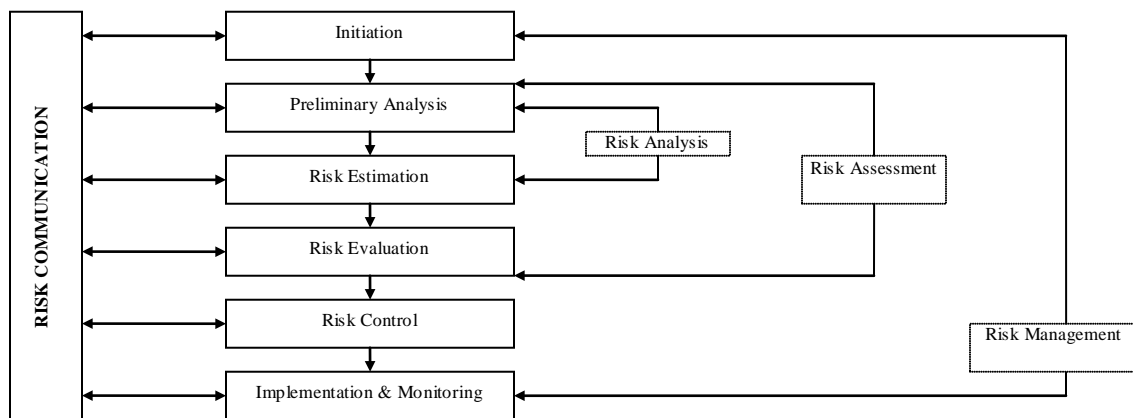 RISK COMMUNICATION
Initiation
Preliminary Analysis
Risk Analysis
Risk Estimation
Risk Assessment
Risk Evaluation
Risk Control
Risk Management
Implementation & Monitoring